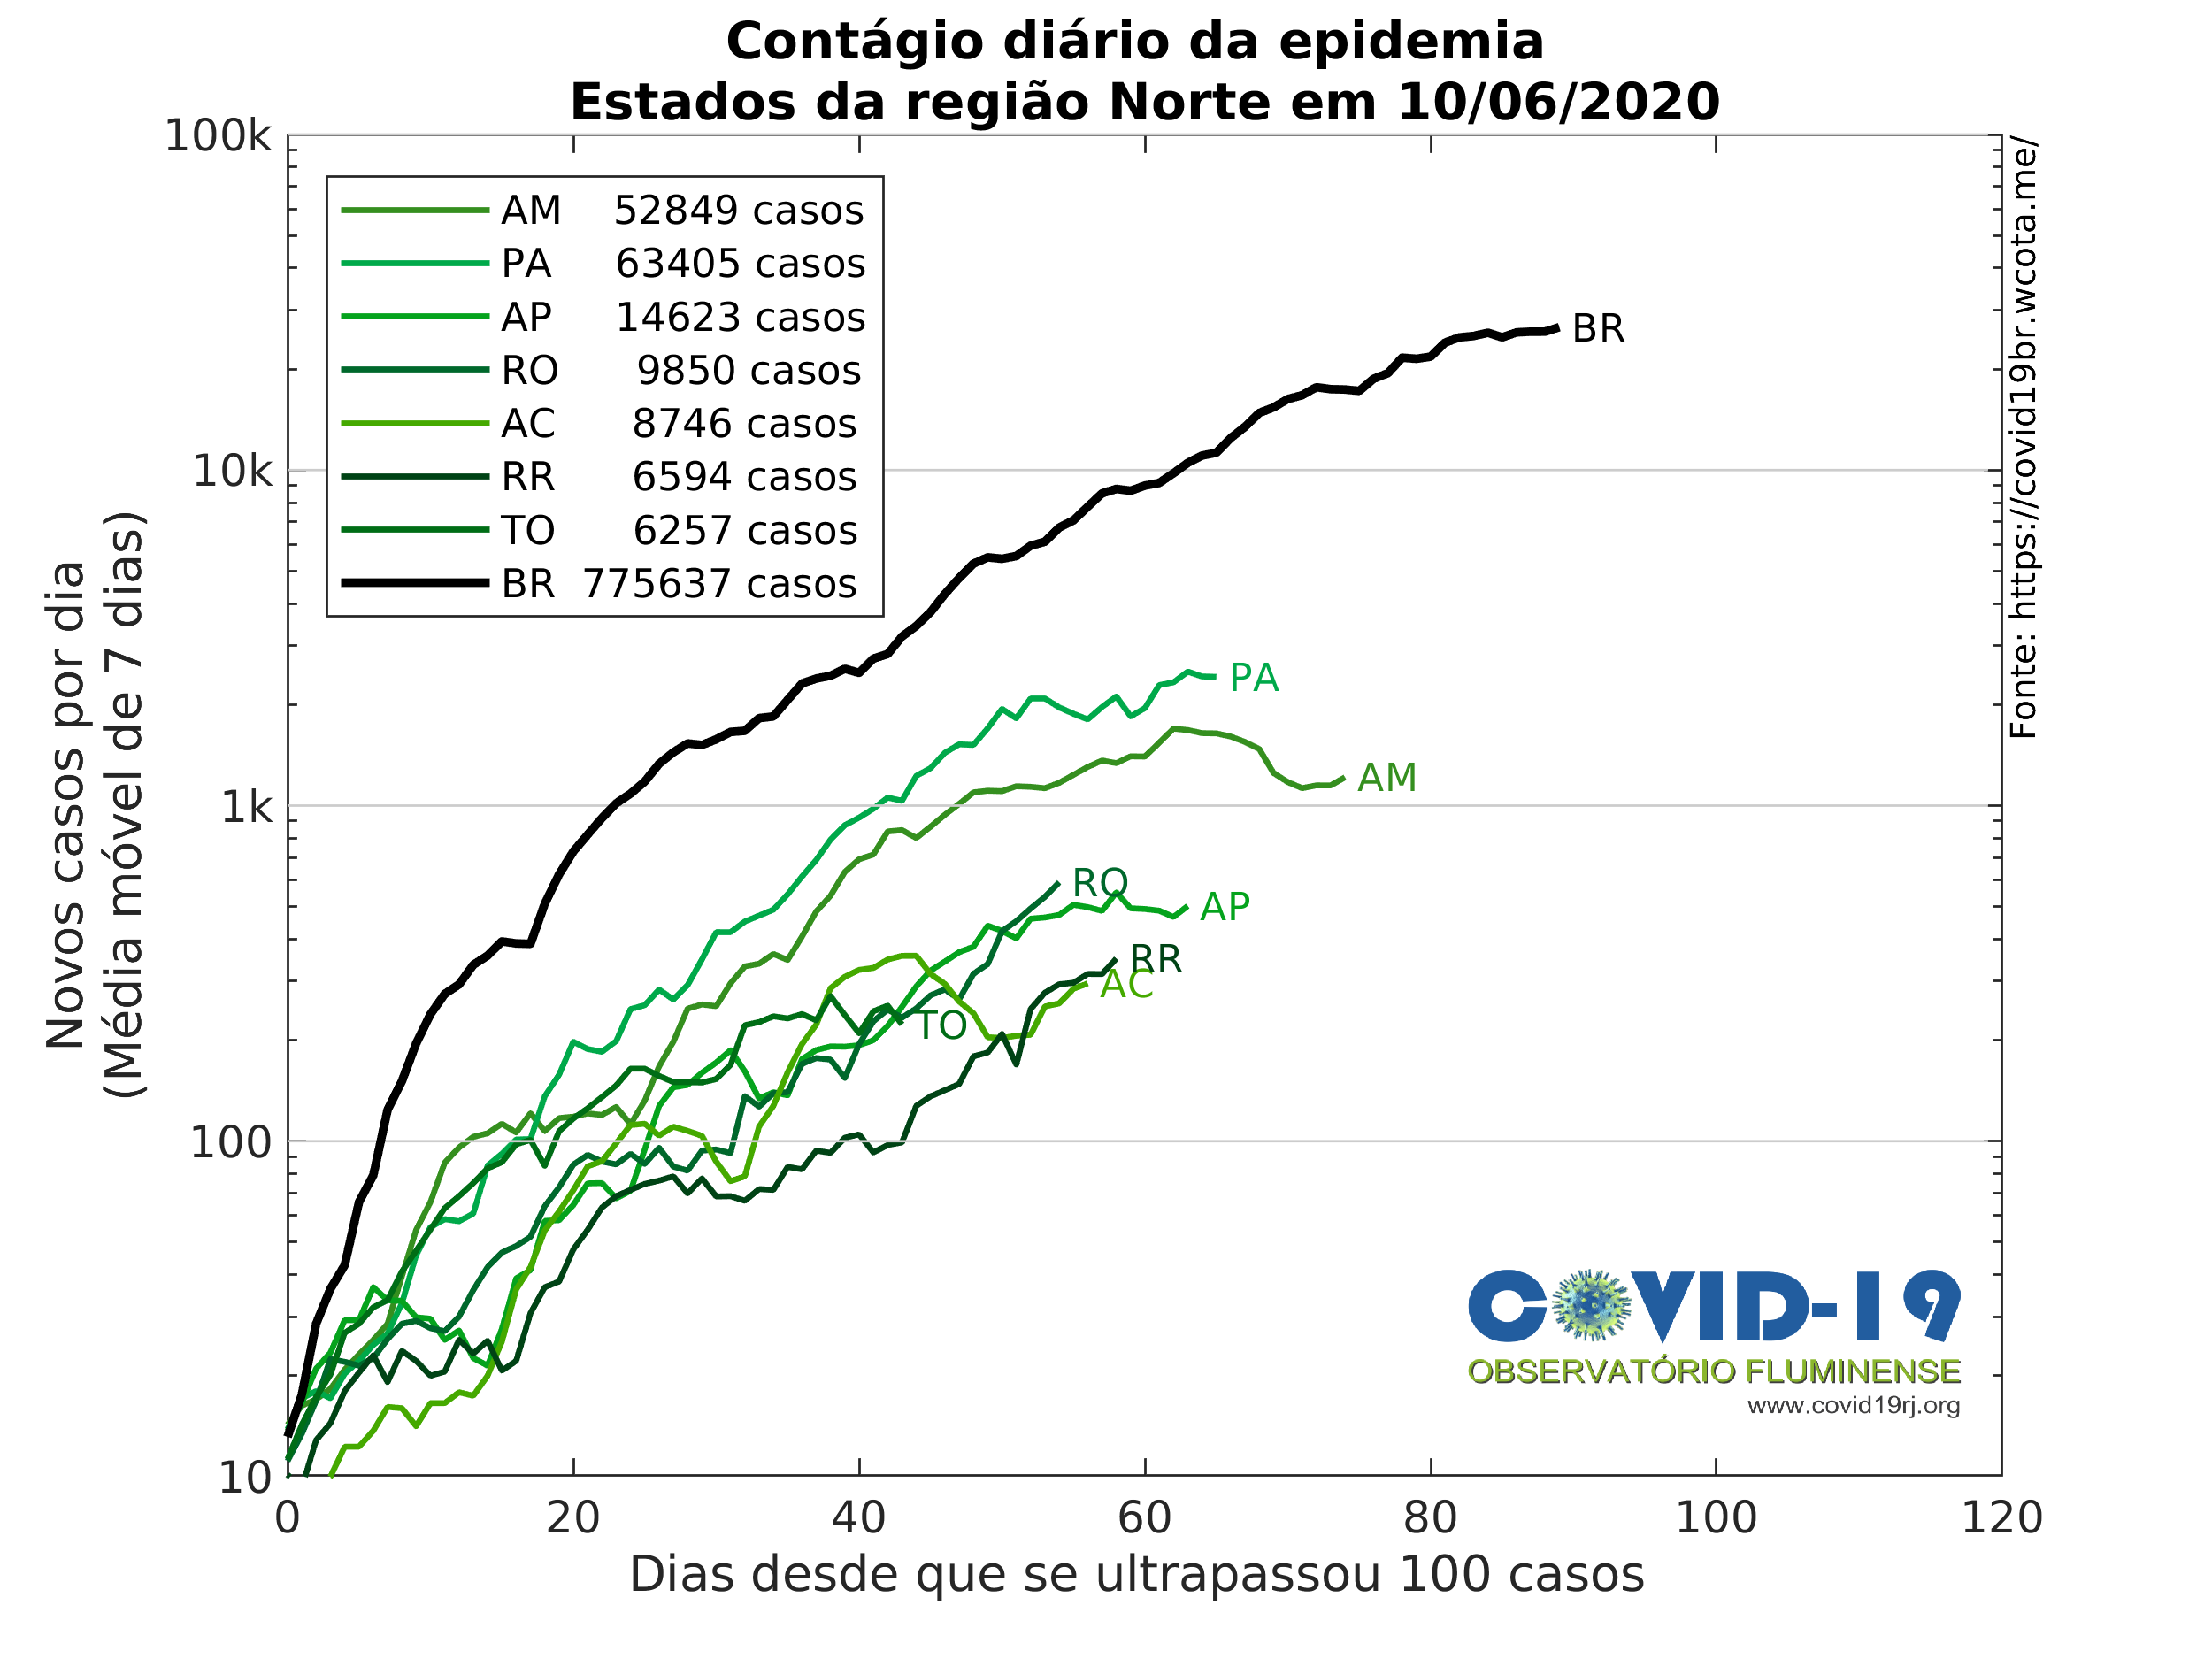 Contágio diário da epidemia
Estados da região Norte em 10/06/2020
100k
10k
1k
100
10
Novos casos por dia
(Média móvel de 7 dias)
AM 52849 casos
PA 63405 casos
AP 14623 casos
RO 9850 casos
AC 8746 casos
RR 6594 casos
TO 6257 casos
BR 775637 casos
BR
PA
AM
RO
AP
RR
AC
TO
Fonte: https://covid19br.wcota.me/
COVID-19
OBSERVATÓRIO FLUMINENSE
www.covid19rj.org
0 20 40 60 80 100 120
Dias desde que se ultrapassou 100 casos